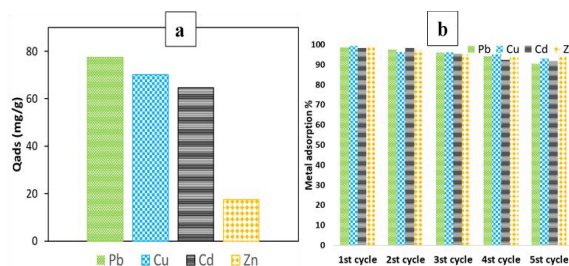 a
Qads (mg/g)
80
60
40
20
0
Pb Cu Cd Zn
b
Pb Cu Cd Z
Metal adsorption %
100
90
80
70
60
50
40
30
20
10
0
1st cycle 2st cycle 3st cycle 4st cycle 5st cycle